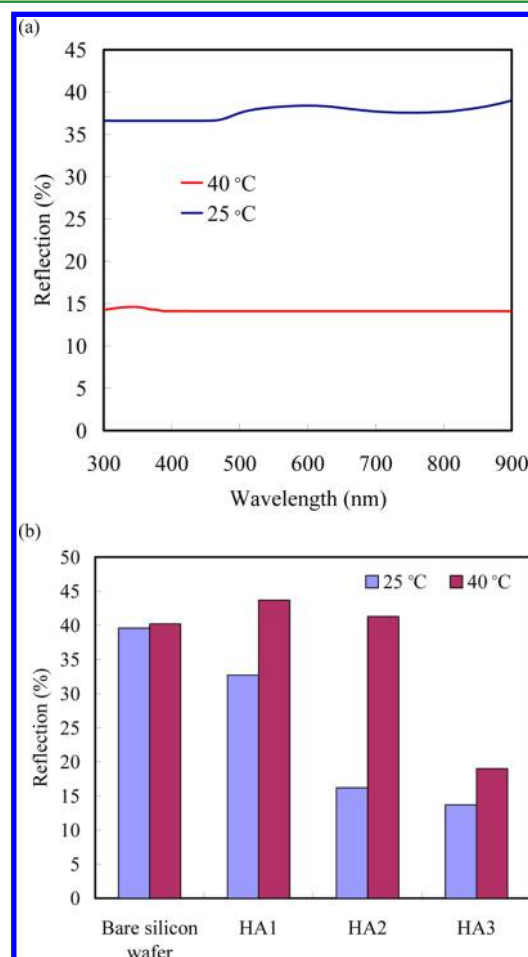 (a)
45
40
35
30
25
20
15
10
5
0
Reflection (%)
40 °C
25 °C
300 400 500 600 700 800 900
Wavelength (nm)
(b)
50
45
40
35
30
25
20
15
10
5
0
Reflection (%)
25 °C 40 °C
Bare silicon wafer HA1 HA2 HA3